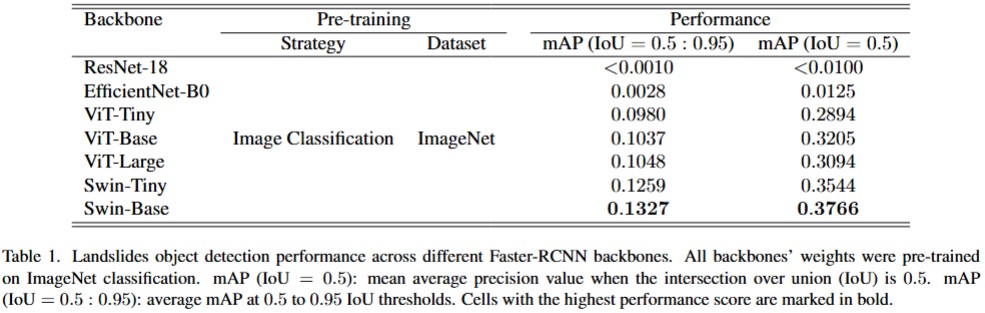 Backbone Pre-training Performance
Strategy Dataset mAP (IoU = 0.5 : 0.95) mAP (IoU = 0.5)
ResNet-18 <0.0010 <0.0100
EfficientNet-B0 0.0028 0.0125
ViT-Tiny 0.0980 0.2894
ViT-Base Image Classification ImageNet 0.1037 0.3205
ViT-Large 0.1048 0.3094
Swin-Tiny 0.1259 0.3544
Swin-Base 0.1327 0.3766
Table 1. Landslides object detection performance across different Faster-RCNN backbones. All backbones’ weights were pre-trained
on ImageNet classification. mAP (IoU = 0.5): mean average precision value when the intersection over union (IoU) is 0.5. mAP
(IoU = 0.5 : 0.95): average mAP at 0.5 to 0.95 IoU thresholds. Cells with the highest performance score are marked in bold.